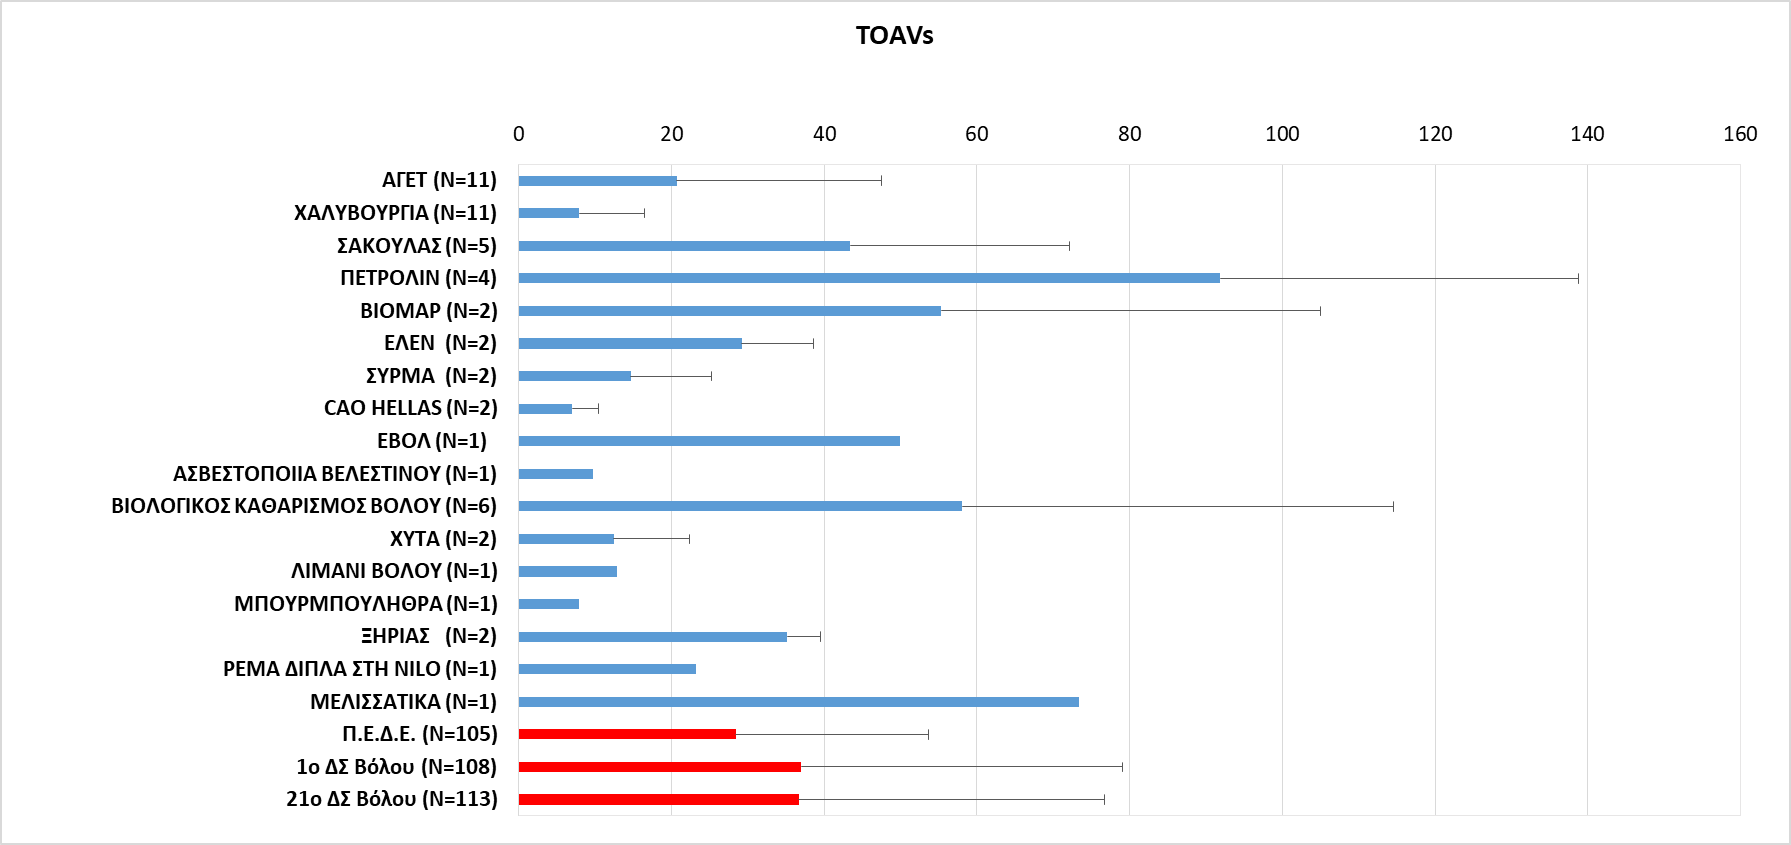 TOAVs
0 20 40 60 80 100 120 140 160
ΑΓΕΤ (N=11)
ΧΑΛΥΒΟΥΡΓΙΑ (N=11)
ΣΑΚΟΥΛΑΣ (N=5)
ΠΕΤΡΟΛΙΝ (N=4)
ΒΙΟΜΑΡ (N=2)
ΕΛΕΝ (N=2)
ΣΥΡΜΑ (N=2)
CAO HELLAS (N=2)
ΕΒΟΛ (N=1)
ΑΣΒΕΣΤΟΠΟΙΙΑ ΒΕΛΕΣΤΙΝΟΥ (N=1)
ΒΙΟΛΟΓΙΚΟΣ ΚΑΘΑΡΙΣΜΟΣ ΒΟΛΟΥ (N=6)
ΧΥΤΑ (N=2)
ΛΙΜΑΝΙ ΒΟΛΟΥ (N=1)
ΜΠΟΥΡΜΠΟΥΛΗΘΡΑ (N=1)
ΞΗΡΙΑΣ (N=2)
ΡΕΜΑ ΔΙΠΛΑ ΣΤΗ NILO (N=1)
ΜΕΛΙΣΣΑΤΙΚΑ (N=1)
Π.Ε.Δ.Ε. (N=105)
1ο ΔΣ Βόλου (N=108)
21ο ΔΣ Βόλου (N=113)